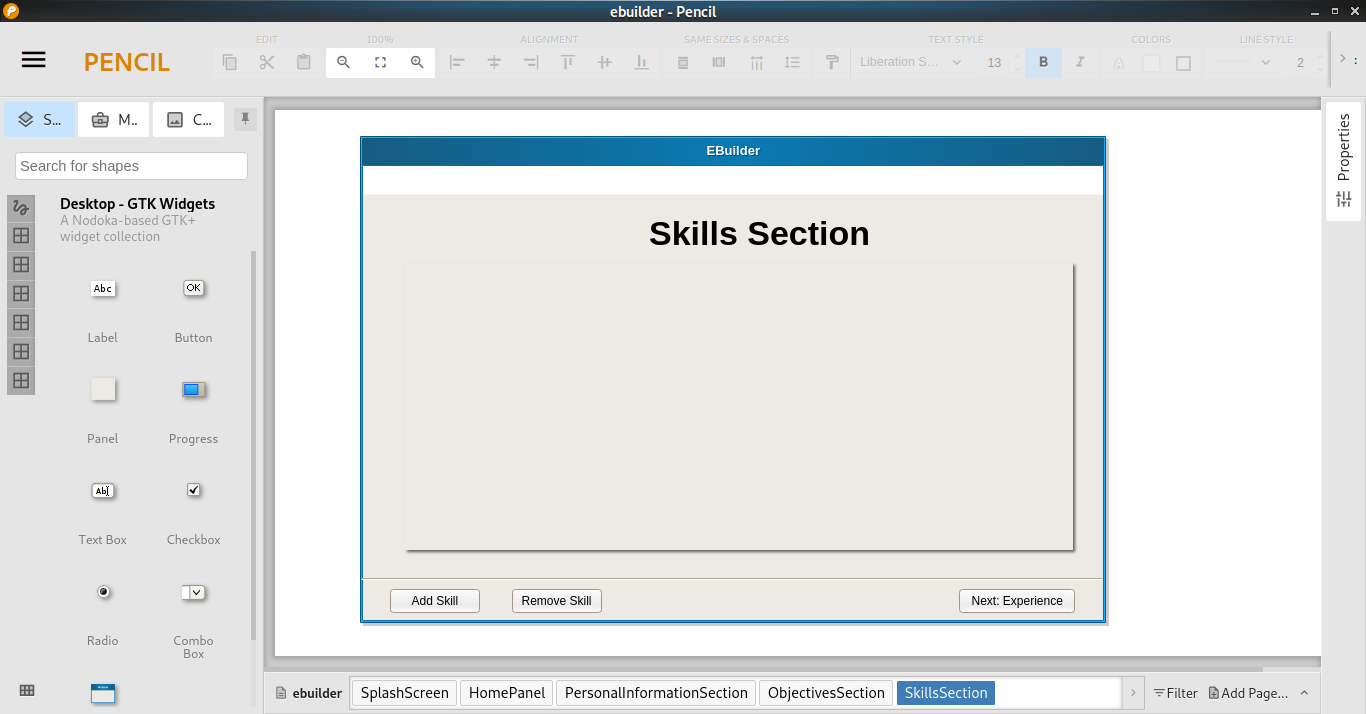 ebuilder - Pencil
PENCIL
EDIT
100%
ALIGNMENT
SAME SIZES & SPACES
TEXT STYLE
COLORS
LINE STYLE
Liberation S...
13
B
I
A
2
S...
M..
C...
Search for shapes
Desktop - GTK Widgets
A Nodoka-based GTK+
widget collection
Abc
OK
Label
Button
Panel
Progress
Ab
Text Box
Checkbox
Radio
Combo
Box
EBuilder
Skills Section
Add Skill
Remove Skill
Next: Experience
Properties
ebuilder
SplashScreen
HomePanel
PersonalInformationSection
ObjectivesSection
SkillsSection
Filter
Add Page...